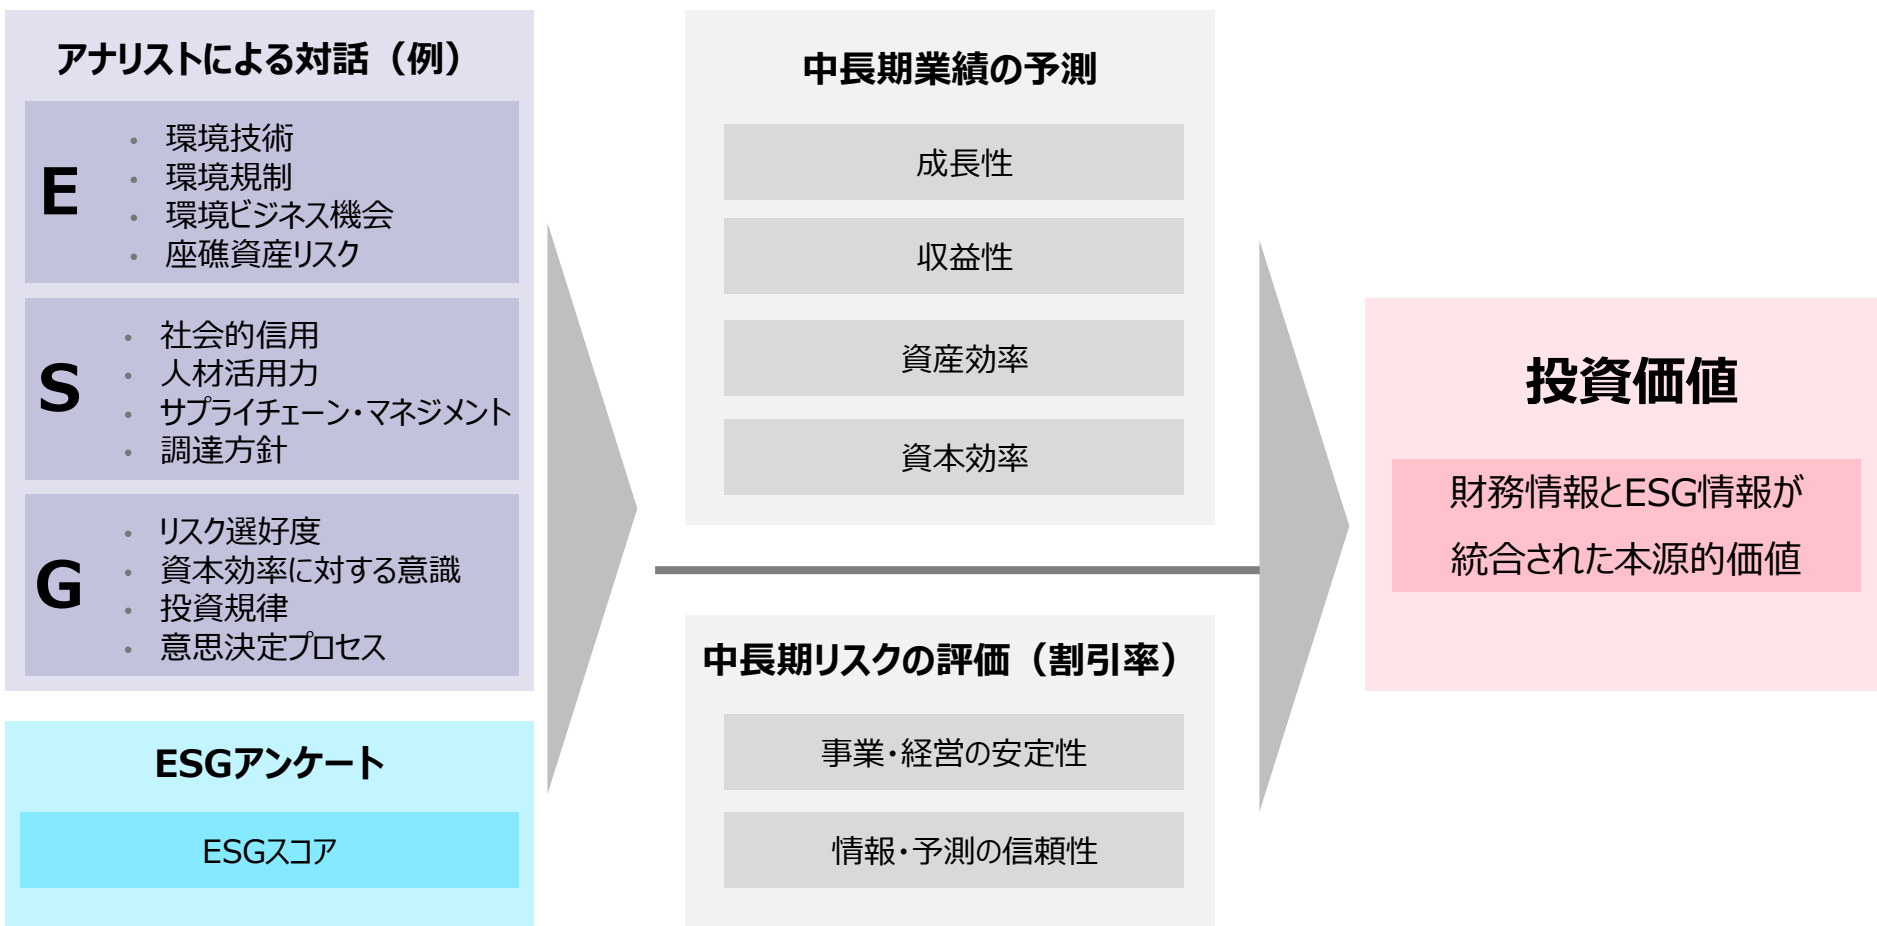 アナリストによる対話（例）
E
• 環境技術
• 環境規制
• 環境ビジネス機会
• 座礁資産リスク
S
• 社会的信用
• 人材活用力
• サプライチェーン・マネジメント
• 調達方針
G
• リスク選好度
• 資本効率に対する意識
• 投資規律
• 意思決定プロセス
ESGアンケート
ESGスコア
中長期業績の予測
成長性
収益性
資産効率
資本効率
中長期リスクの評価（割引率）
事業・経営の安定性
情報・予測の信頼性
投資価値
財務情報とESG情報が
統合された本源的価値